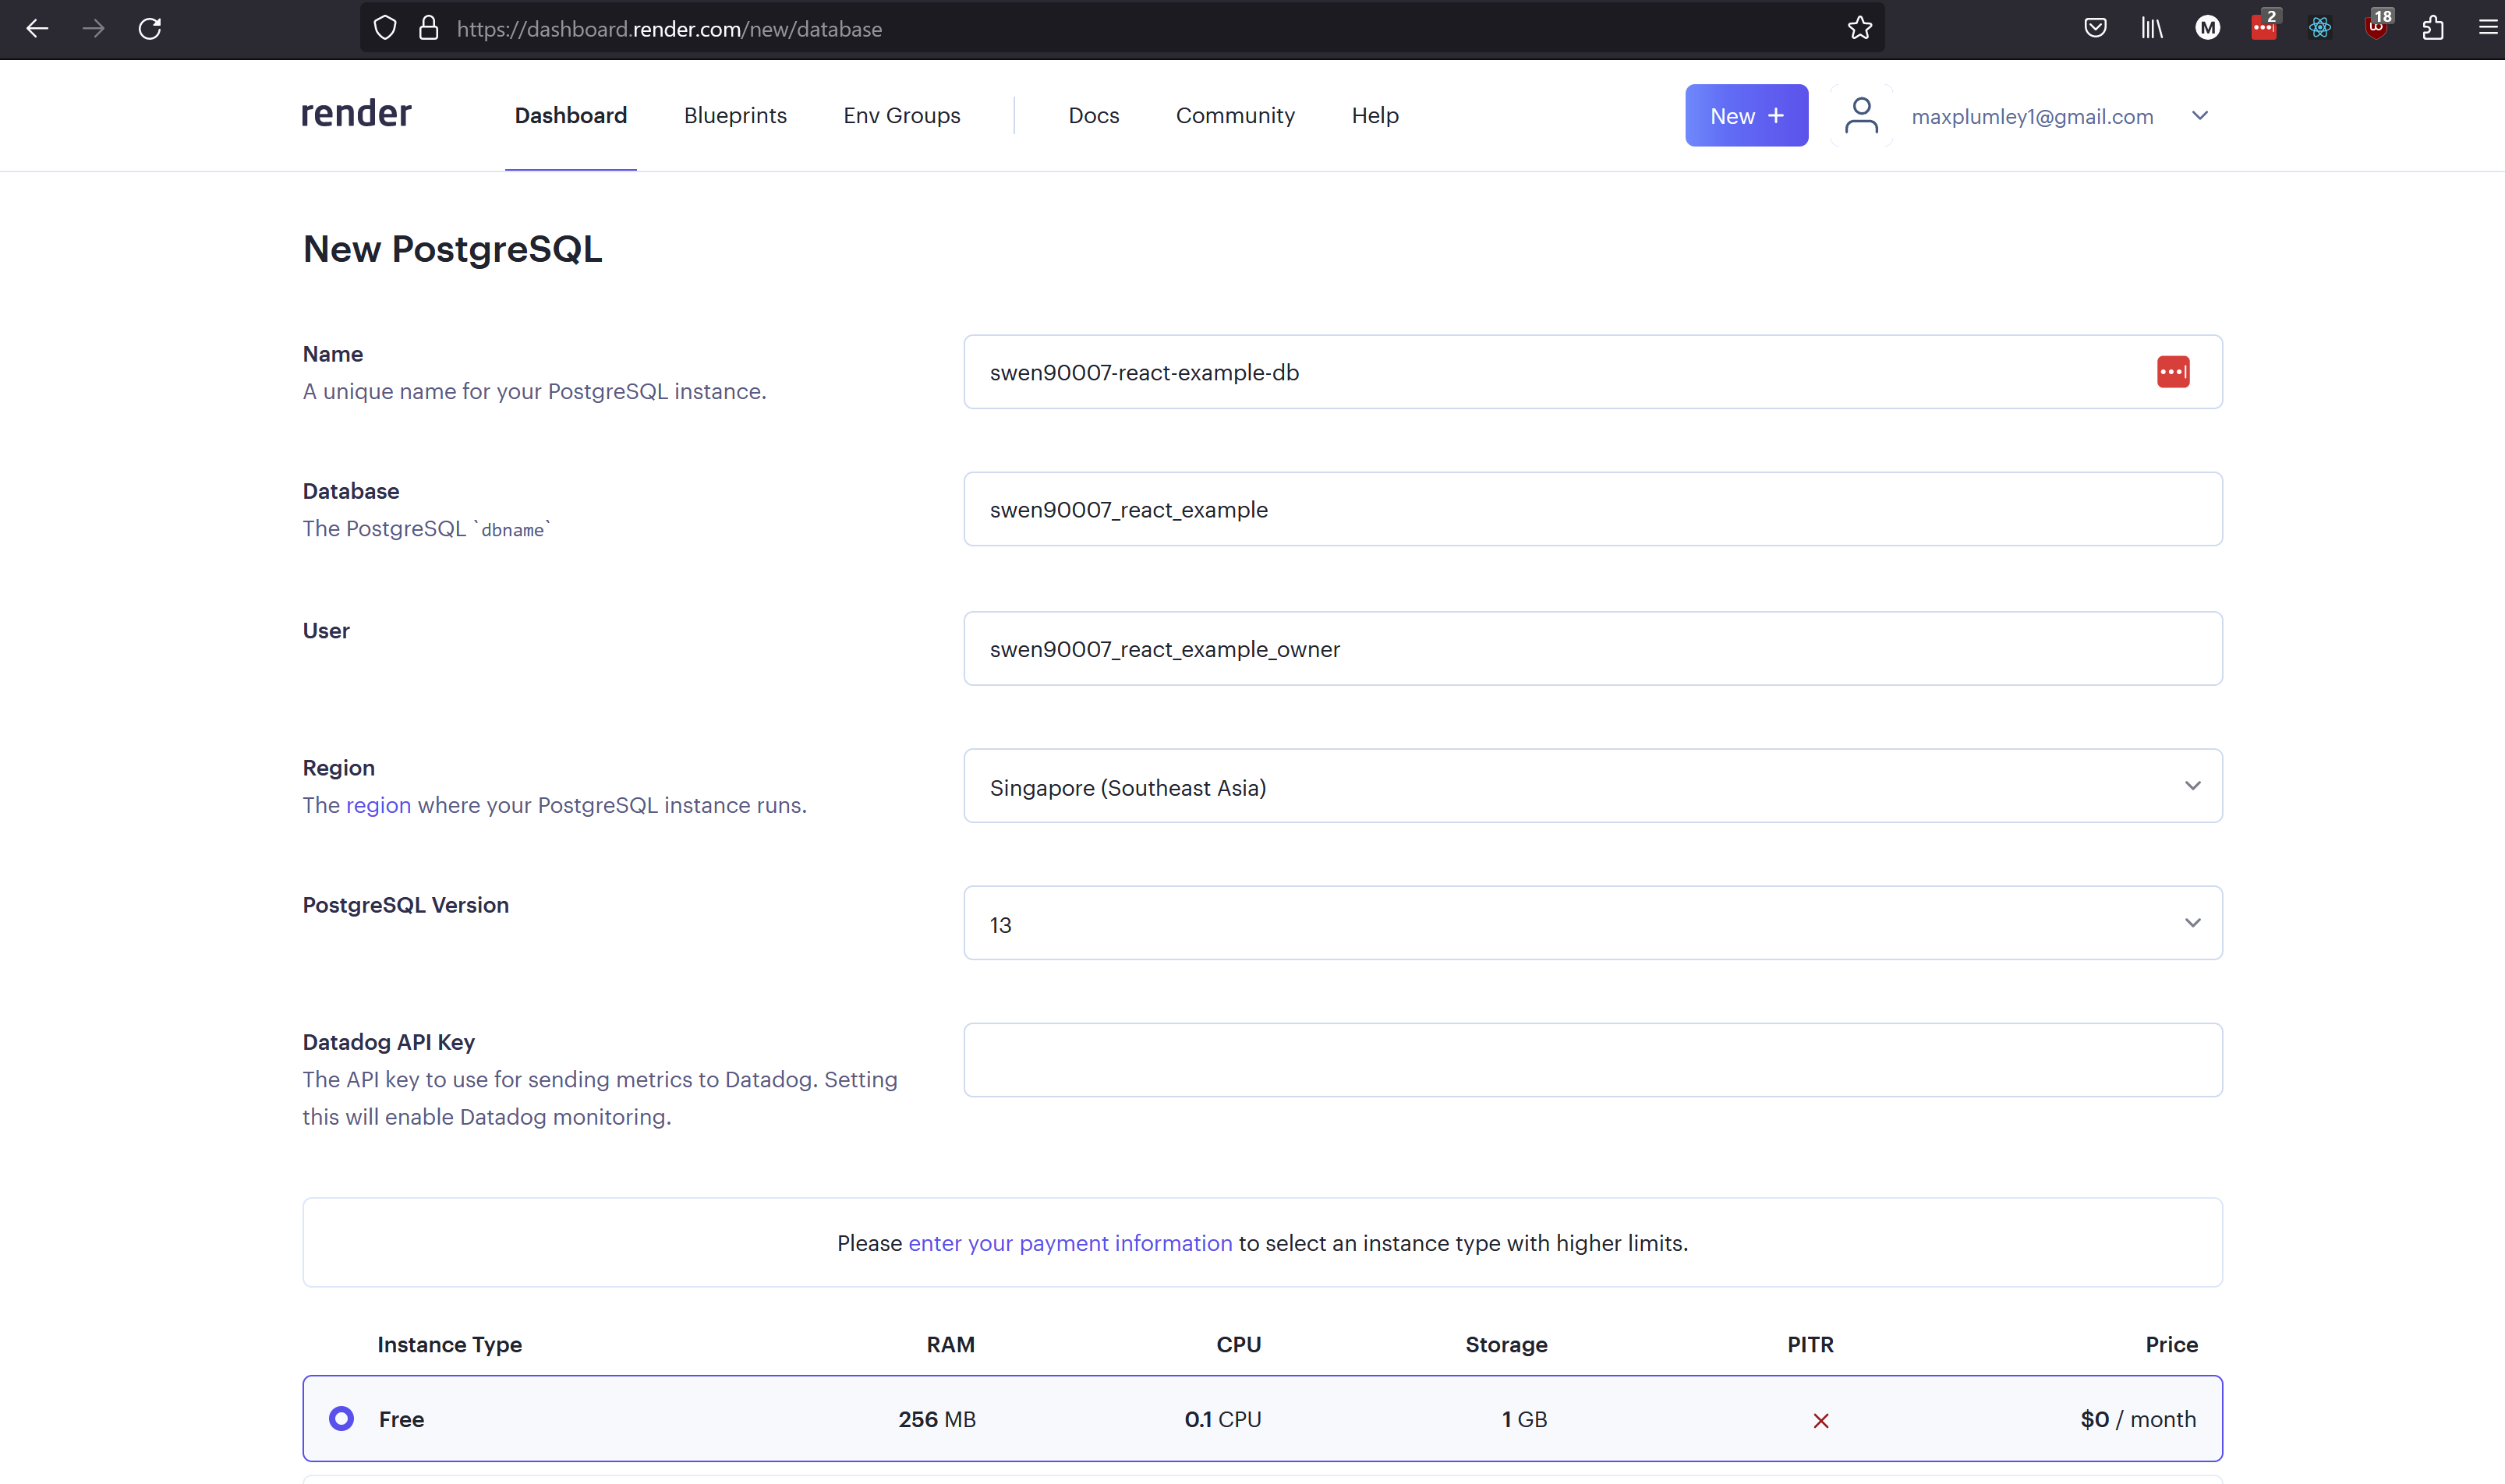 https://dashboard.render.com/new/database
M
2
18
render
Dashboard
Blueprints
Env Groups
Docs
Community
Help
New +
maxplumley1@gmail.com
New PostgreSQL
Name
A unique name for your PostgreSQL instance.
swen90007-react-example-db
Database
The PostgreSQL `dbname`
swen90007_react_example
User
swen90007_react_example_owner
Region
The region where your PostgreSQL instance runs.
Singapore (Southeast Asia)
PostgreSQL Version
13
Datadog API Key
The API key to use for sending metrics to Datadog. Setting
this will enable Datadog monitoring.
Please enter your payment information to select an instance type with higher limits.
Instance Type RAM CPU Storage PITR Price
Free 256 MB 0.1 CPU 1 GB $0 / month